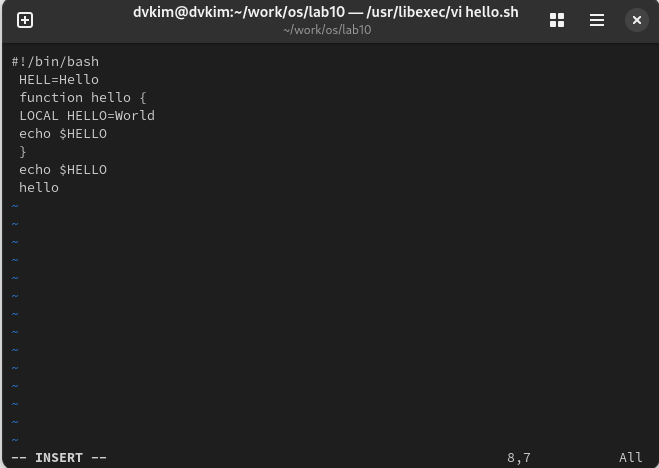 dvkim@dvkim:~/work/os/lab10 — /usr/libexec/vi hello.sh
~/work/os/lab10
#!/bin/bash
 HELL=Hello
 function hello {
 LOCAL HELLO=World
 echo $HELLO
 }
 echo $HELLO
 hello
~
~
~
~
~
~
~
~
~
~
~
~
~
~
-- INSERT -- 8,7 All